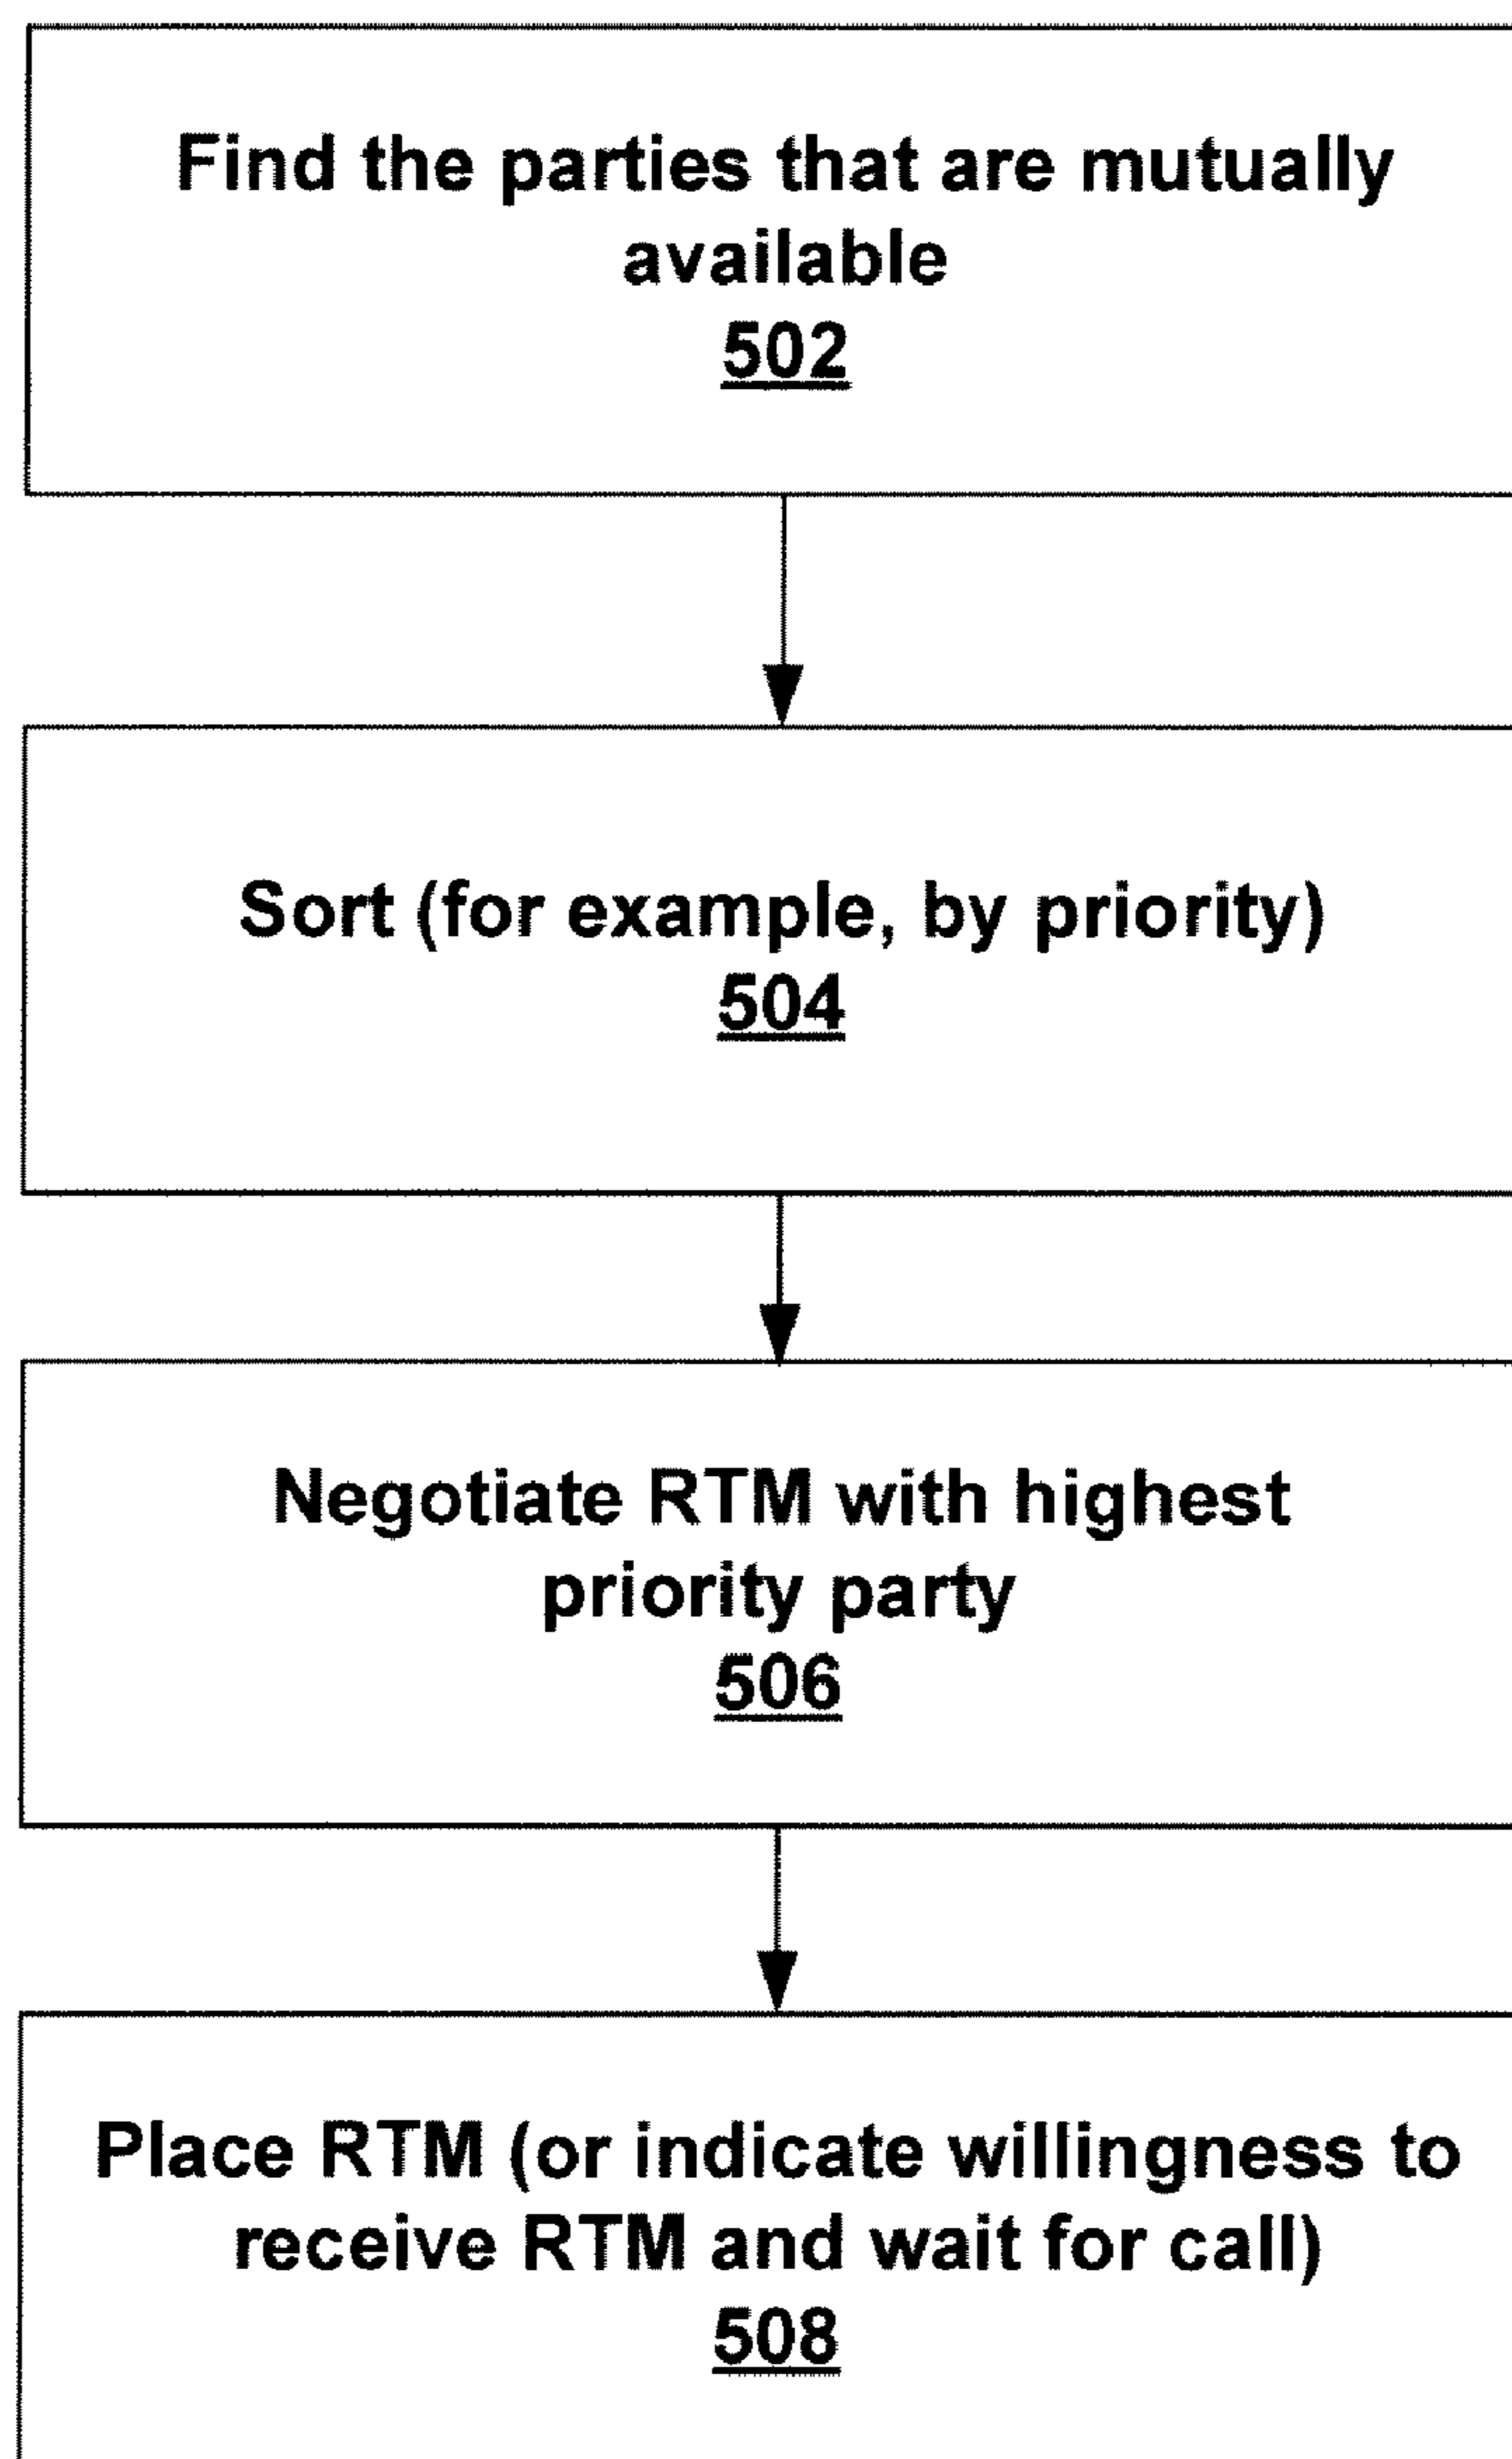 Find the parties that are mutually
available
502
Sort (for example, by priority)
504
Negotiate RTM with highest
priority party
506
Place RTM (or indicate willingness to
receive RTM and wait for call)
508